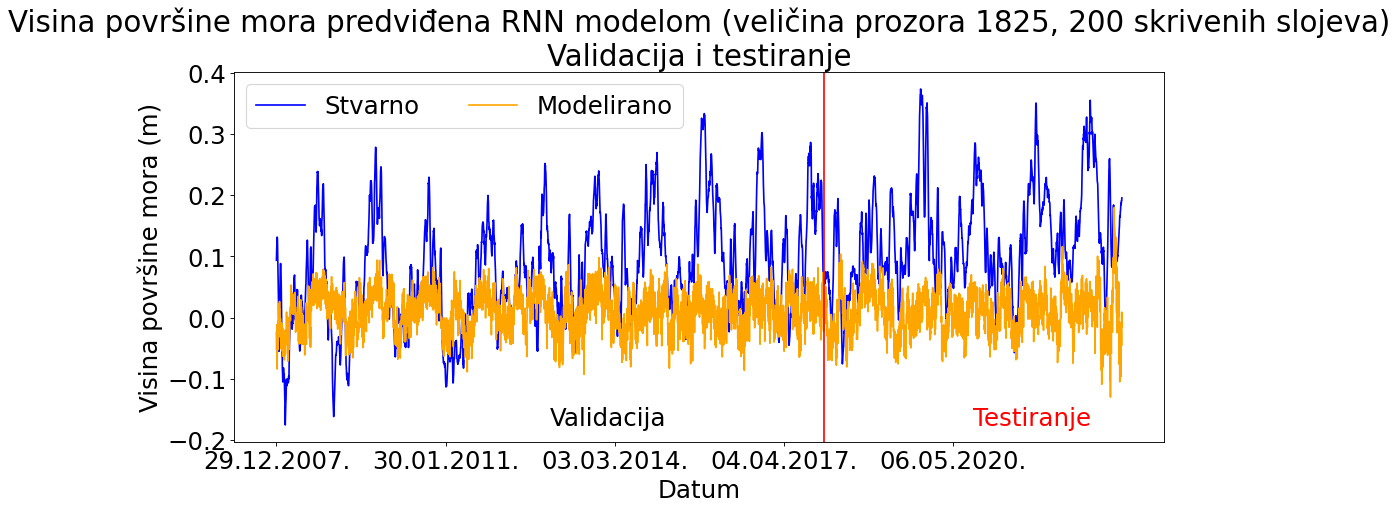 Visina površine mora predviđena RNN modelom (veličina prozora 1825, 200 skrivenih slojeva)
Validacija i testiranje
Stvarno Modelirano
Visina površine mora (m)
0.4
0.3
0.2
0.1
0.0
−0.1
−0.2
Validacija
Testiranje
29.12.2007. 30.01.2011. 03.03.2014. 04.04.2017. 06.05.2020.
Datum